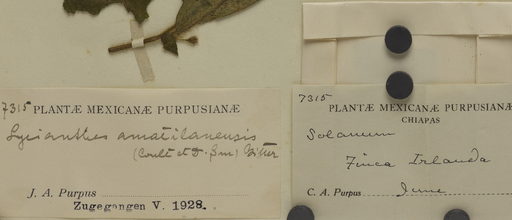 7315
PLANTÆ MEXICANÆ PURPUSIANÆ
Lycianthes amatitlanensis
(Coult et D. Sm) Bitter
J. A. Purpus
Zugegangen V. 1928.
7315
PLANTÆ MEXICANÆ PURPUSIANÆ
CHIAPAS
Solanum
Finca Irlanda
C. A. Purpus June